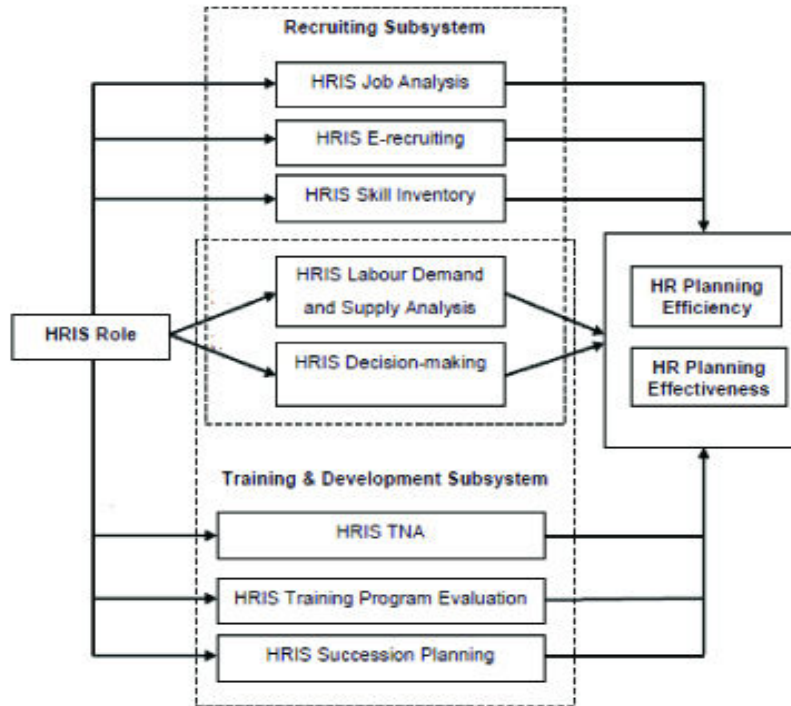 Recruiting Subsystem
HRIS Job Analysis
HRIS E-recruiting
HRIS Skill Inventory
HRIS Labour Demand
and Supply Analysis
HRIS Role
HRIS Decision-making
HR Planning
Efficiency
HR Planning
Effectiveness
Training & Development Subsystem
HRIS TNA
HRIS Training Program Evaluation
HRIS Succession Planning